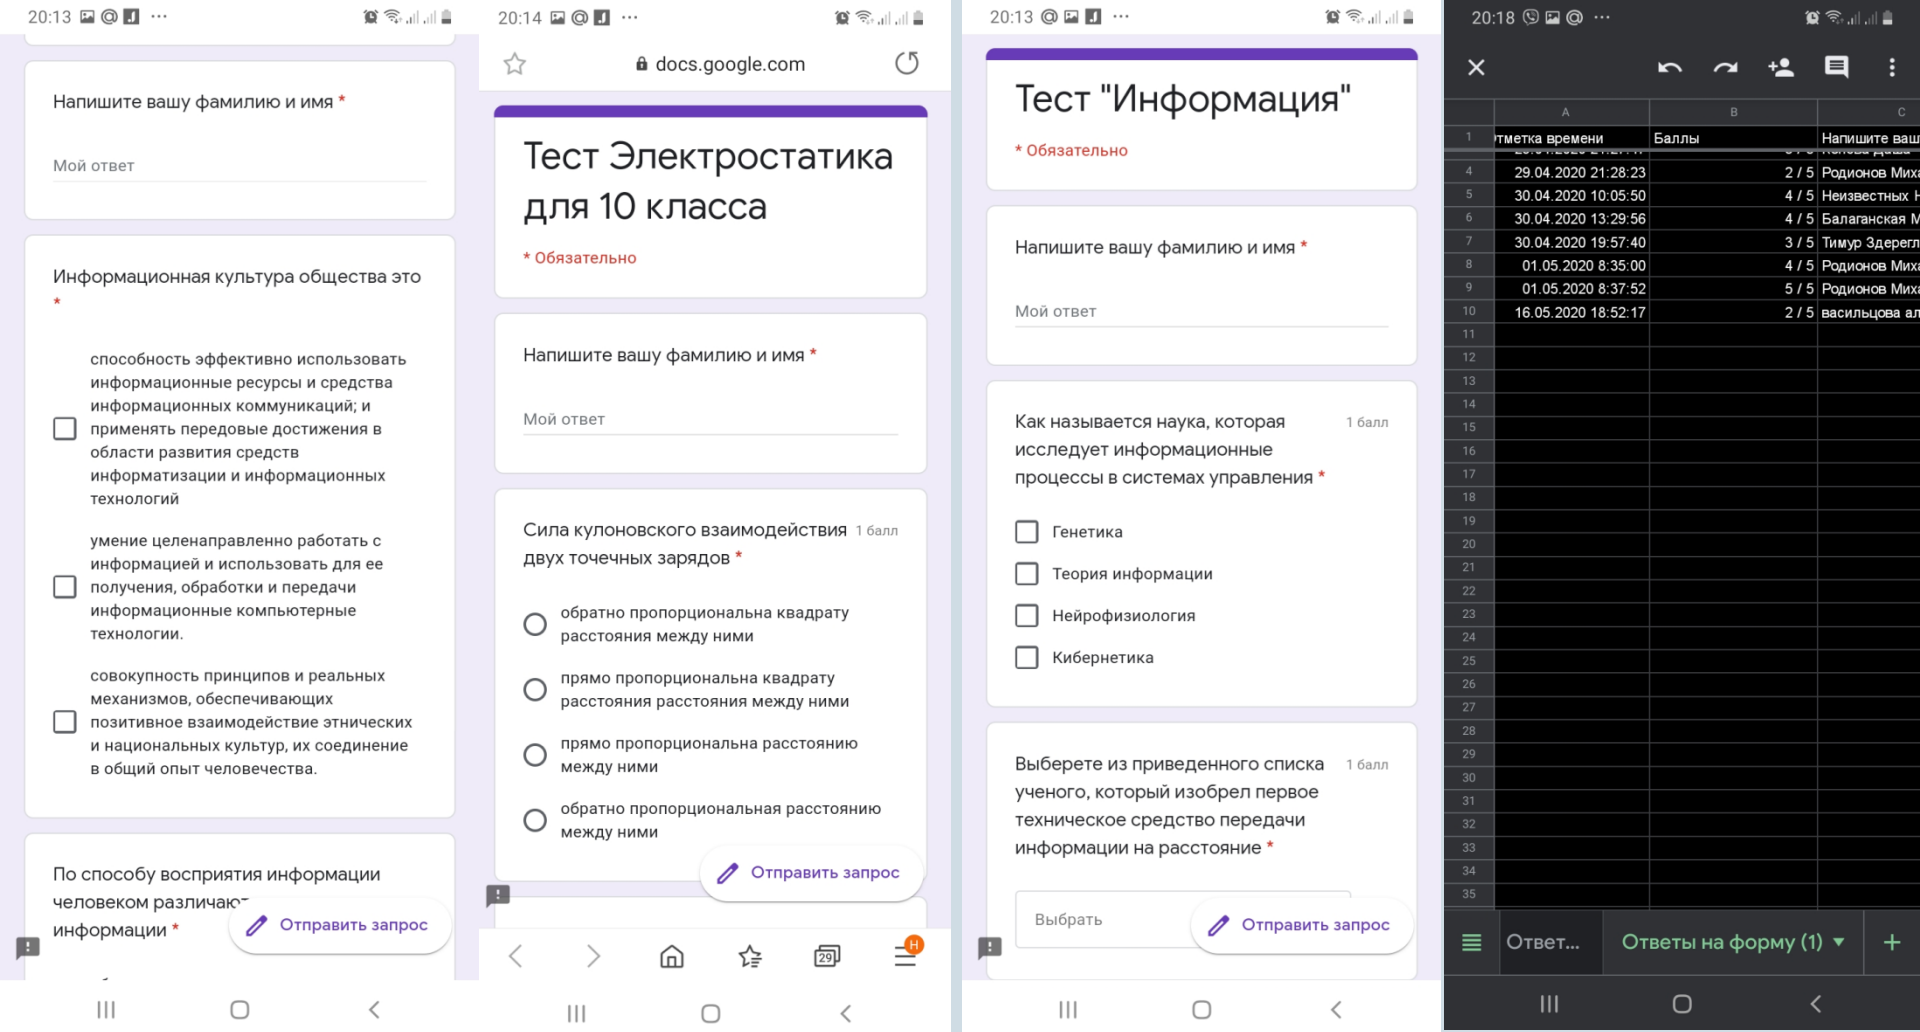 20:13
Напишите вашу фамилию и имя *
Мой ответ
Информационная культура общества это
*
способность эффективно использовать
информационные ресурсы и средства
информационных коммуникаций; и
применять передовые достижения в
области развития средств
информатизации и информационных
технологий
умение целенаправленно работать с
информацией и использовать для ее
получения, обработки и передачи
информационные компьютерные
технологии.
совокупность принципов и реальных
механизмов, обеспечивающих
позитивное взаимодействие этнических
и национальных культур, их соединение
в общий опыт человечества.
По способу восприятия информации
человеком различают
информации *
Отправить запрос
20:14
docs.google.com
Тест Электростатика
для 10 класса
* Обязательно
Напишите вашу фамилию и имя *
Мой ответ
Сила кулоновского взаимодействия 1 балл
двух точечных зарядов *
обратно пропорциональна квадрату
расстояния между ними
прямо пропорциональна квадрату
расстояния расстояния между ними
прямо пропорциональна расстоянию
между ними
обратно пропорциональная расстоянию
между ними
Отправить запрос
29
H
20:13
Тест "Информация"
* Обязательно
Напишите вашу фамилию и имя *
Мой ответ
Как называется наука, которая 1 балл
исследует информационные
процессы в системах управления *
Генетика
Теория информации
Нейрофизиология
Кибернетика
Выберете из приведенного списка 1 балл
ученого, который изобрел первое
техническое средство передачи
информации на расстояние *
Выбрать
Отправить запрос
20:18
A B C
1 тметка времени Баллы Напишите ваш
4 29.04.2020 21:28:23 2 / 5 Родионов Миха
5 30.04.2020 10:05:50 4 / 5 Неизвестных Н
6 30.04.2020 13:29:56 4 / 5 Балаганская М
7 30.04.2020 19:57:40 3 / 5 Тимур Здерегл
8 01.05.2020 8:35:00 4 / 5 Родионов Миха
9 01.05.2020 8:37:52 5 / 5 Родионов Миха
10 16.05.2020 18:52:17 2 / 5 васильцова ал
11
12
13
14
15
16
17
18
19
20
21
22
23
24
25
26
27
28
29
30
31
32
33
34
35
Ответ... Ответы на форму (1)